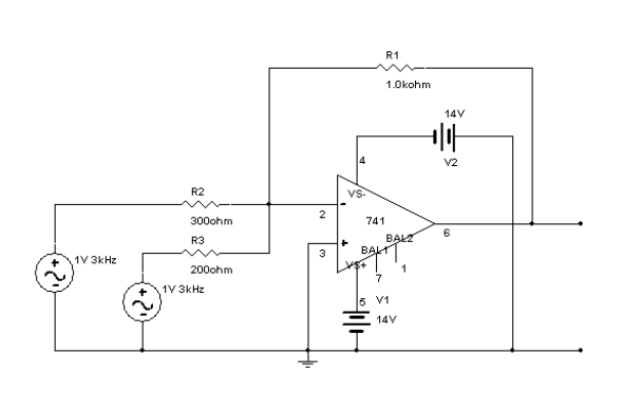 R1
1.0kohm
14V
V2
4
R2
300ohm
2
VS-
741
6
R3
200ohm
3
BAL2
BAL1
VS+
7
1
1V 3kHz
1V 3kHz
5
V1
14V